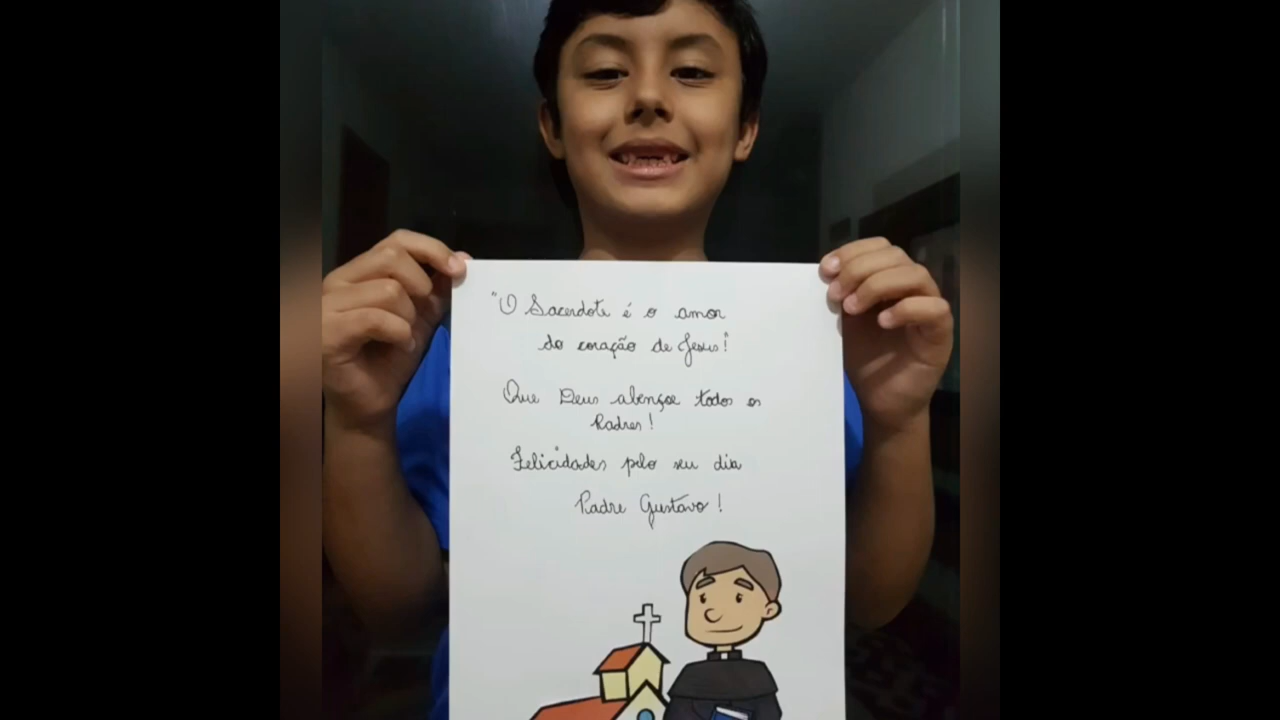 "O Sacerdote é o amor
do coração de Jesus!"
Que Deus abençoe todos os
Padres!
Felicidades pelo seu dia
Padre Gustavo!